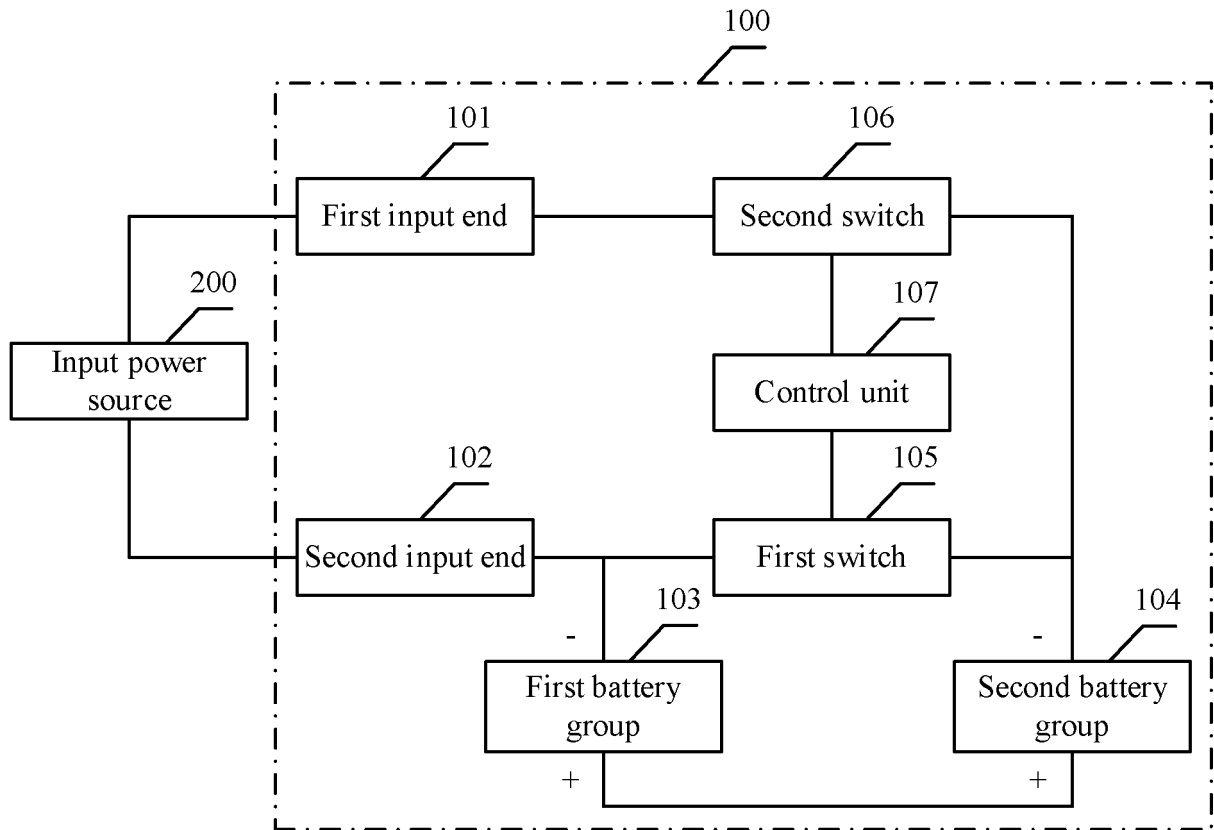 100
101
106
First input end
Second switch
200
107
Input power
source
Control unit
102
105
Second input end
First switch
103
104
-
-
First battery
group
Second battery
group
+
+